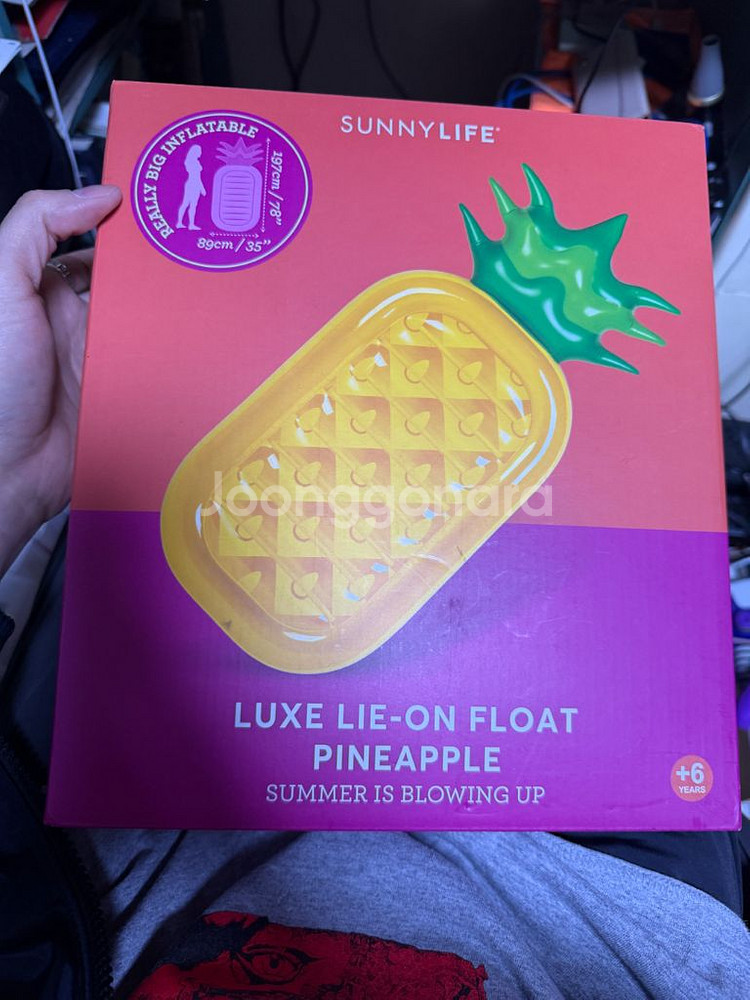 SUNNYLIFE®
REALLY BIG INFLATABLE
197cm/78"
89cm/35"
Joonggonara
LUXE LIE-ON FLOAT
PINEAPPLE
SUMMER IS BLOWING UP
+6
YEARS